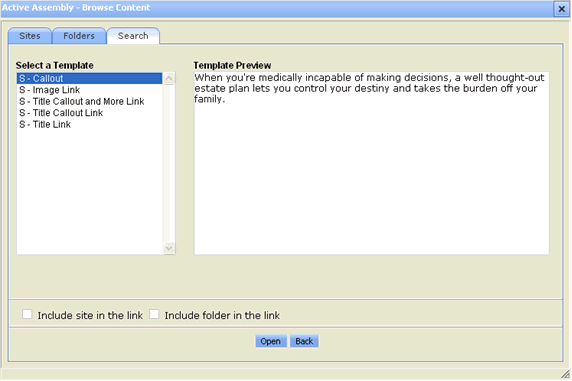 Active Assembly - Browse Content
Sites Folders Search
Select a Template
S - Callout
S - Image Link
S - Title Callout and More Link
S - Title Callout Link
S - Title Link
Template Preview
When you're medically incapable of making decisions, a well thought-out
estate plan lets you control your destiny and takes the burden off your
family.
Include site in the link Include folder in the link
Open Back